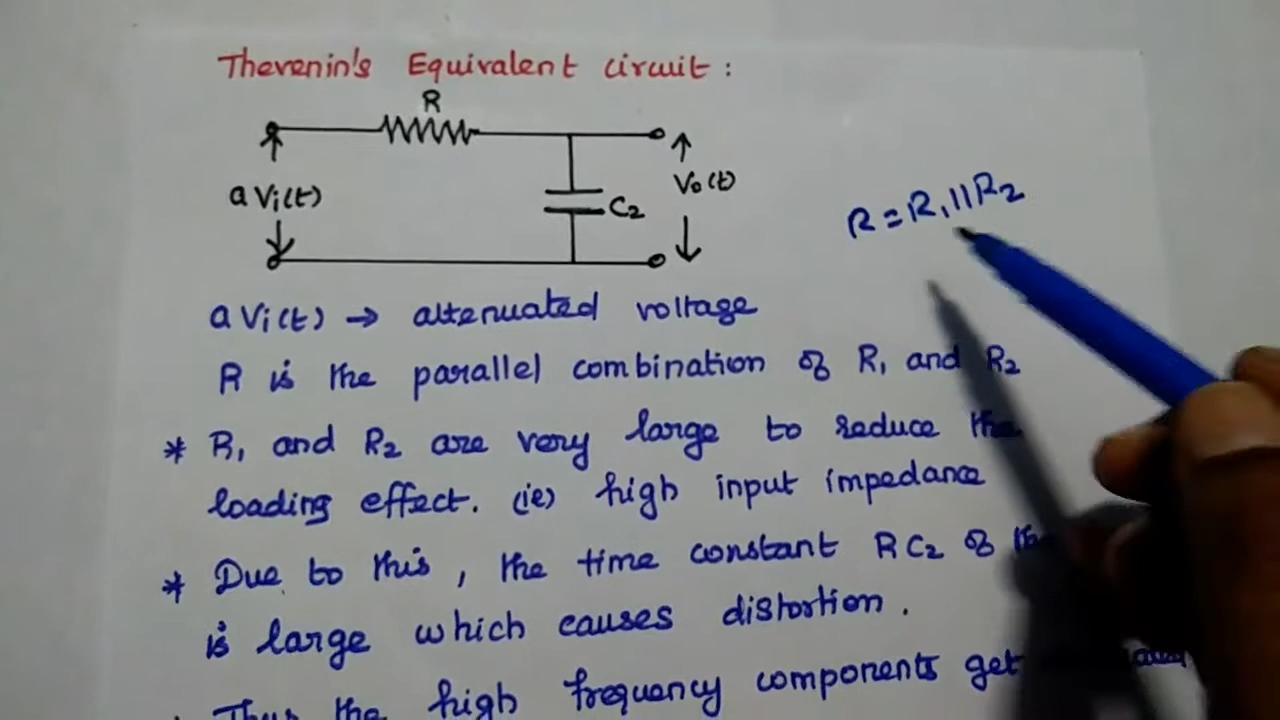 Thevenin's Equivalent circuit :
R
a Vi(t)
C2
Vo(t)
R = R1 || R2
a Vi(t) → attenuated voltage
R is the parallel combination of R1 and R2
* R1 and R2 are very large to reduce the
loading effect. (ie) high input impedance
* Due to this, the time constant RC2 of the
is large which causes distortion.
Thus the high frequency components get